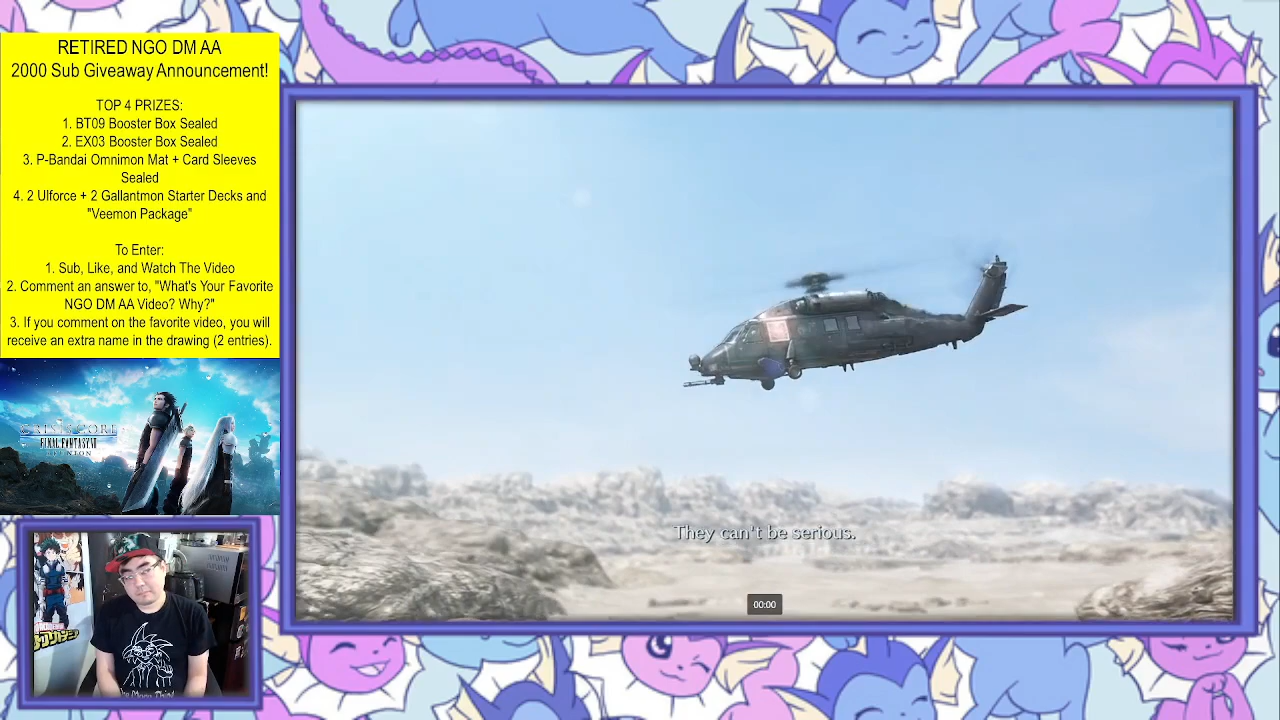 RETIRED NGO DM AA
2000 Sub Giveaway Announcement!
TOP 4 PRIZES:
1. BT09 Booster Box Sealed
2. EX03 Booster Box Sealed
3. P-Bandai Omnimon Mat + Card Sleeves
Sealed
4. 2 Ulforce + 2 Gallantmon Starter Decks and
"Veemon Package"
To Enter:
1. Sub, Like, and Watch The Video
2. Comment an answer to, "What's Your Favorite
NGO DM AA Video? Why?"
3. If you comment on the favorite video, you will
receive an extra name in the drawing (2 entries).
CRISIS CORE
FINAL FANTASY VII
REUNION
They can't be serious.
00:00